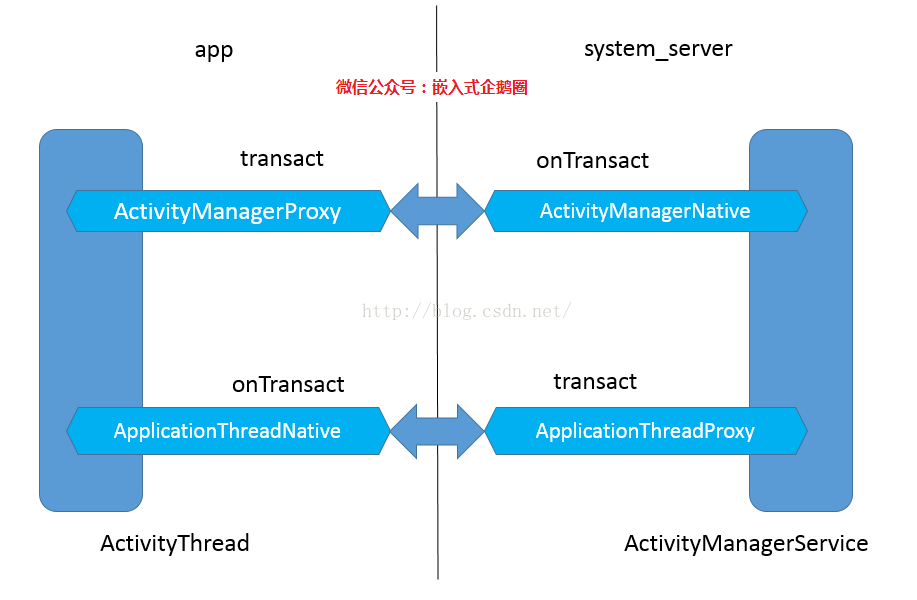 app
system_server
微信公众号：嵌入式企鹅圈
transact
onTransact
ActivityManagerProxy
ActivityManagerNative
http://blog.csdn.net/
onTransact
transact
ApplicationThreadNative
ApplicationThreadProxy
ActivityThread
ActivityManagerService